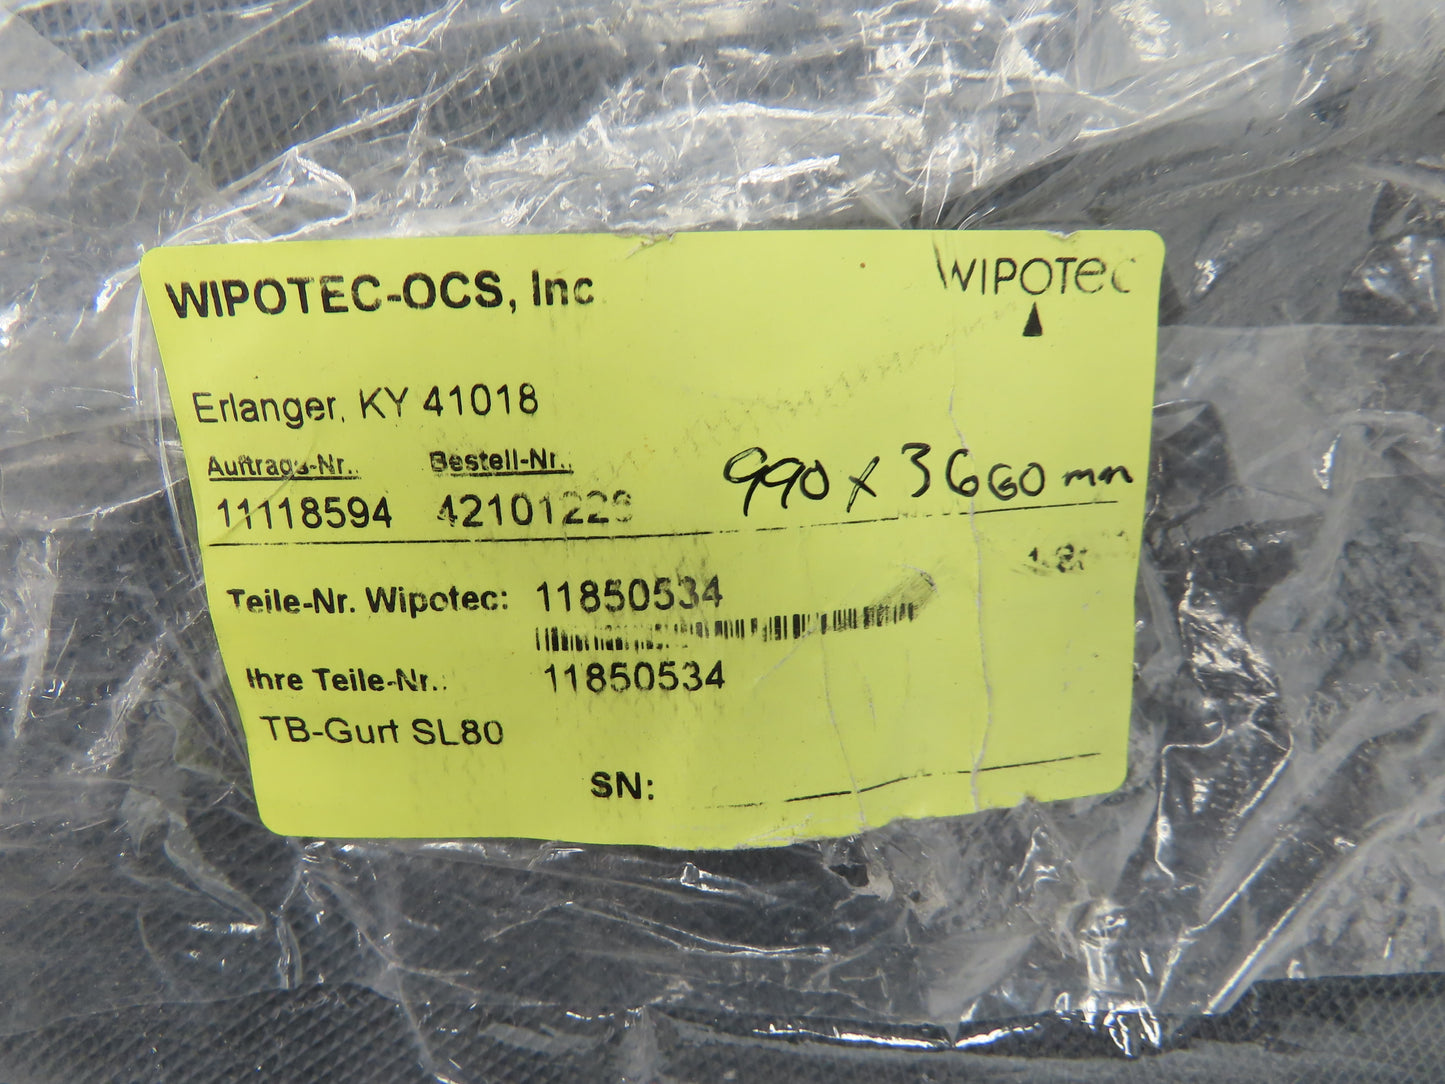 WIPOTEC-OCS, Inc
WIPOTEC
Erlanger, KY 41018
Auftrags-Nr.: Bestell-Nr.:
11118594 42101229
990 x 3660 mm
Teile-Nr. Wipotec: 11850534
Ihre Teile-Nr.: 11850534
TB-Gurt SL80
SN: